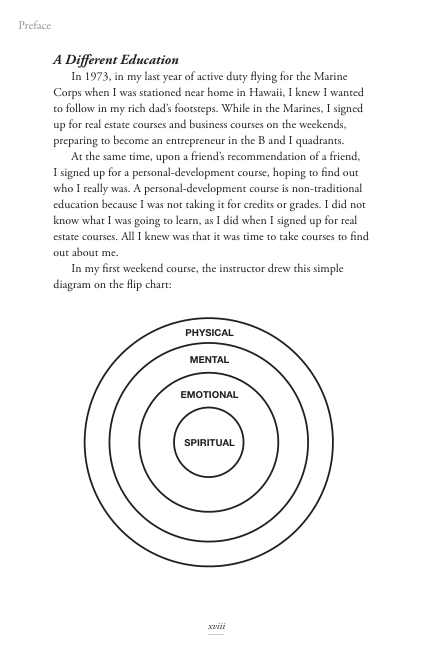 Preface
A Different Education
In 1973, in my last year of active duty flying for the Marine
Corps when I was stationed near home in Hawaii, I knew I wanted
to follow in my rich dad's footsteps. While in the Marines, I signed
up for real estate courses and business courses on the weekends,
preparing to become an entrepreneur in the B and I quadrants.
At the same time, upon a friend's recommendation of a friend,
I signed up for a personal-development course, hoping to find out
who I really was. A personal-development course is non-traditional
education because I was not taking it for credits or grades. I did not
know what I was going to learn, as I did when I signed up for real
estate courses. All I knew was that it was time to take courses to find
out about me.
In my first weekend course, the instructor drew this simple
diagram on the flip chart:
PHYSICAL
MENTAL
EMOTIONAL
SPIRITUAL
xviii